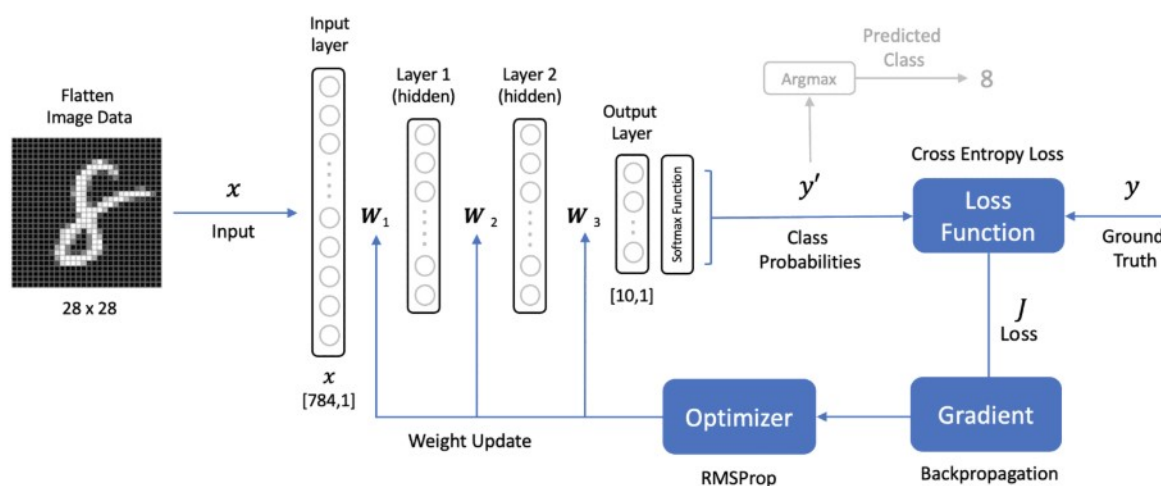 Flatten
Image Data
28 x 28
x
Input
Input
layer
x
[784,1]
W1
Layer 1
(hidden)
W 2
Layer 2
(hidden)
W 3
Output
Layer
[10,1]
Softmax Function
y′
Class
Probabilities
Argmax
Predicted
Class
8
Cross Entropy Loss
Loss
Function
y
Ground
Truth
J
Loss
Gradient
Backpropagation
Optimizer
RMSProp
Weight Update